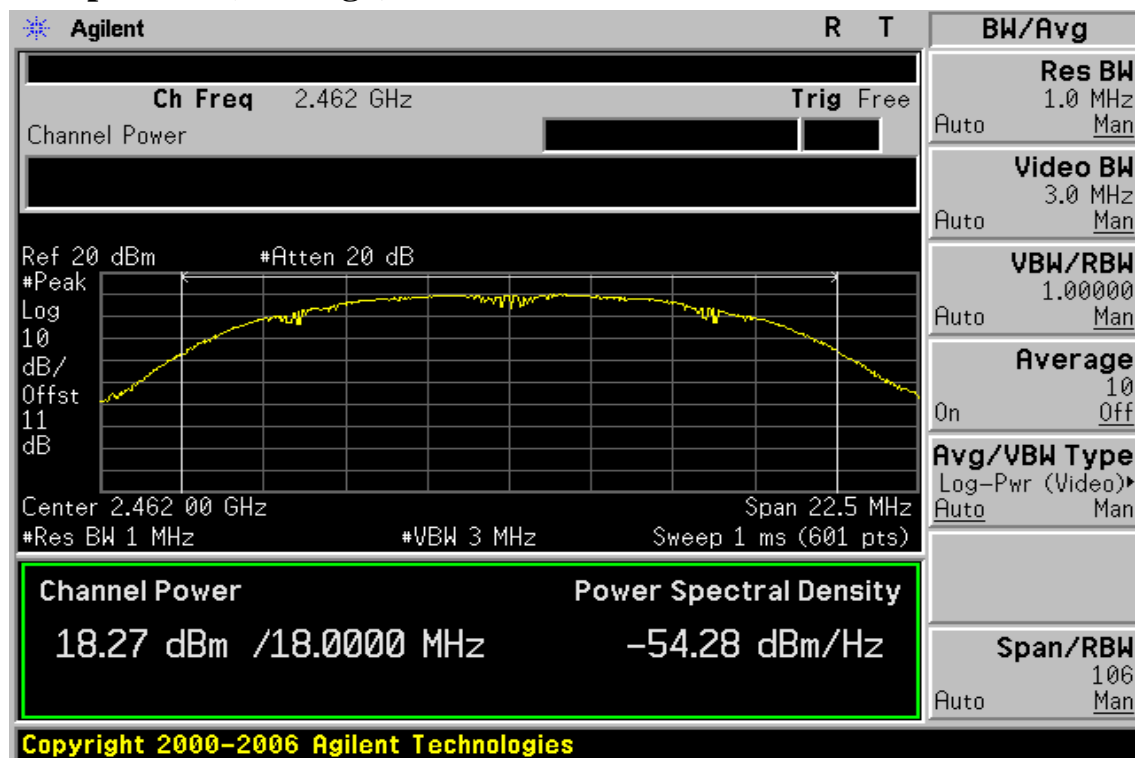 Agilent R T
Ch Freq 2.462 GHz Trig Free
Channel Power
Ref 20 dBm #Atten 20 dB
#Peak
Log
10
dB/
Offst
11
dB
Center 2.462 00 GHz Span 22.5 MHz
#Res BW 1 MHz #VBW 3 MHz Sweep 1 ms (601 pts)
Channel Power Power Spectral Density
18.27 dBm /18.0000 MHz -54.28 dBm/Hz
Copyright 2000-2006 Agilent Technologies
BW/Avg
Res BW
1.0 MHz
Auto Man
Video BW
3.0 MHz
Auto Man
VBW/RBW
1.00000
Auto Man
Average
10
On Off
Avg/VBW Type
Log-Pwr (Video)▸
Auto Man
Span/RBW
106
Auto Man